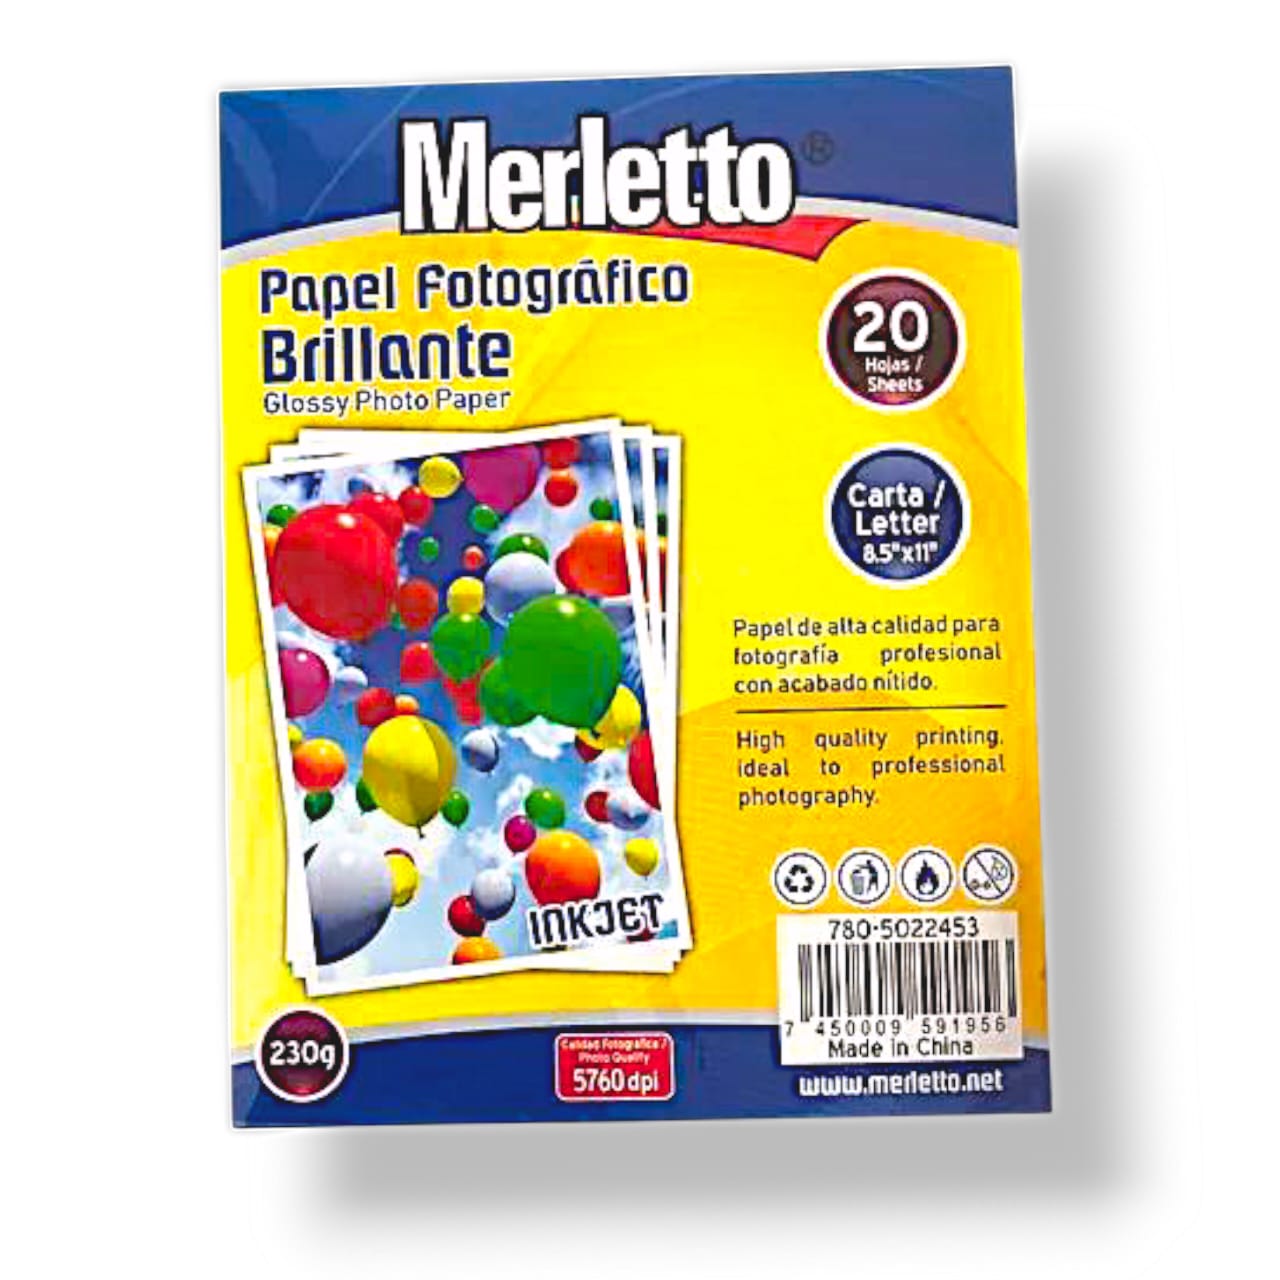 Merletto®
Papel Fotográfico
Brillante
Glossy Photo Paper
20
Hojas /
Sheets
Carta /
Letter
8.5"x11"
Papel de alta calidad para
fotografía profesional
con acabado nítido.
High quality printing,
ideal to professional
photography.
INKJET
780-5022453
7 450009 591956
Made in China
www.merletto.net
230g
Calidad Fotográfica /
Photo Quality
5760 dpi